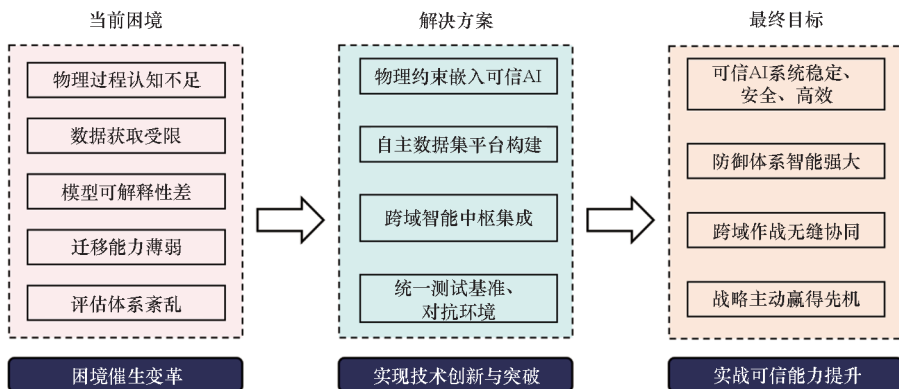 当前困境
物理过程认知不足
数据获取受限
模型可解释性差
迁移能力薄弱
评估体系紊乱
困境催生变革
解决方案
物理约束嵌入可信AI
自主数据集平台构建
跨域智能中枢集成
统一测试基准、
对抗环境
实现技术创新与突破
最终目标
可信AI系统稳定、
安全、高效
防御体系智能强大
跨域作战无缝协同
战略主动赢得先机
实战可信能力提升